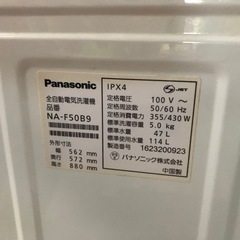 Panasonic
全自動電気洗濯機
品番
NA-F50B9
外形寸法
幅 562 mm
奥行 572 mm
高さ 880 mm
IPX4
JET
定格電圧 100 V～
定格周波数 50/60 Hz
定格消費電力 355/430 W
標準洗濯容量 5.0 kg
標準水量 47 L
標準使用水量 114 L
製造番号 1623200923
パナソニック株式会社
中国製